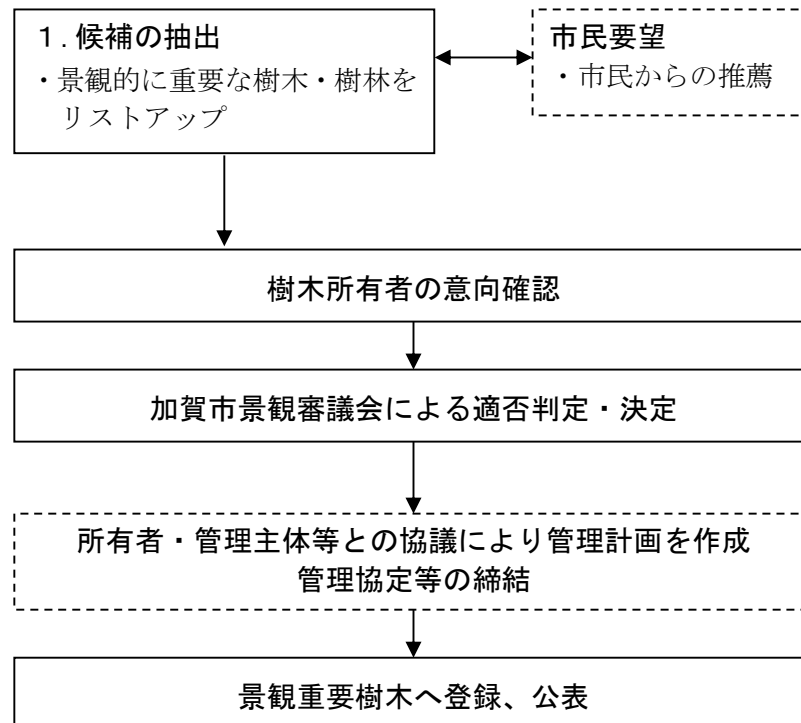 １. 候補の抽出
・景観的に重要な樹木・樹林を
リストアップ
市民要望
・市民からの推薦
樹木所有者の意向確認
加賀市景観審議会による適否判定・決定
所有者・管理主体等との協議により管理計画を作成
管理協定等の締結
景観重要樹木へ登録、公表